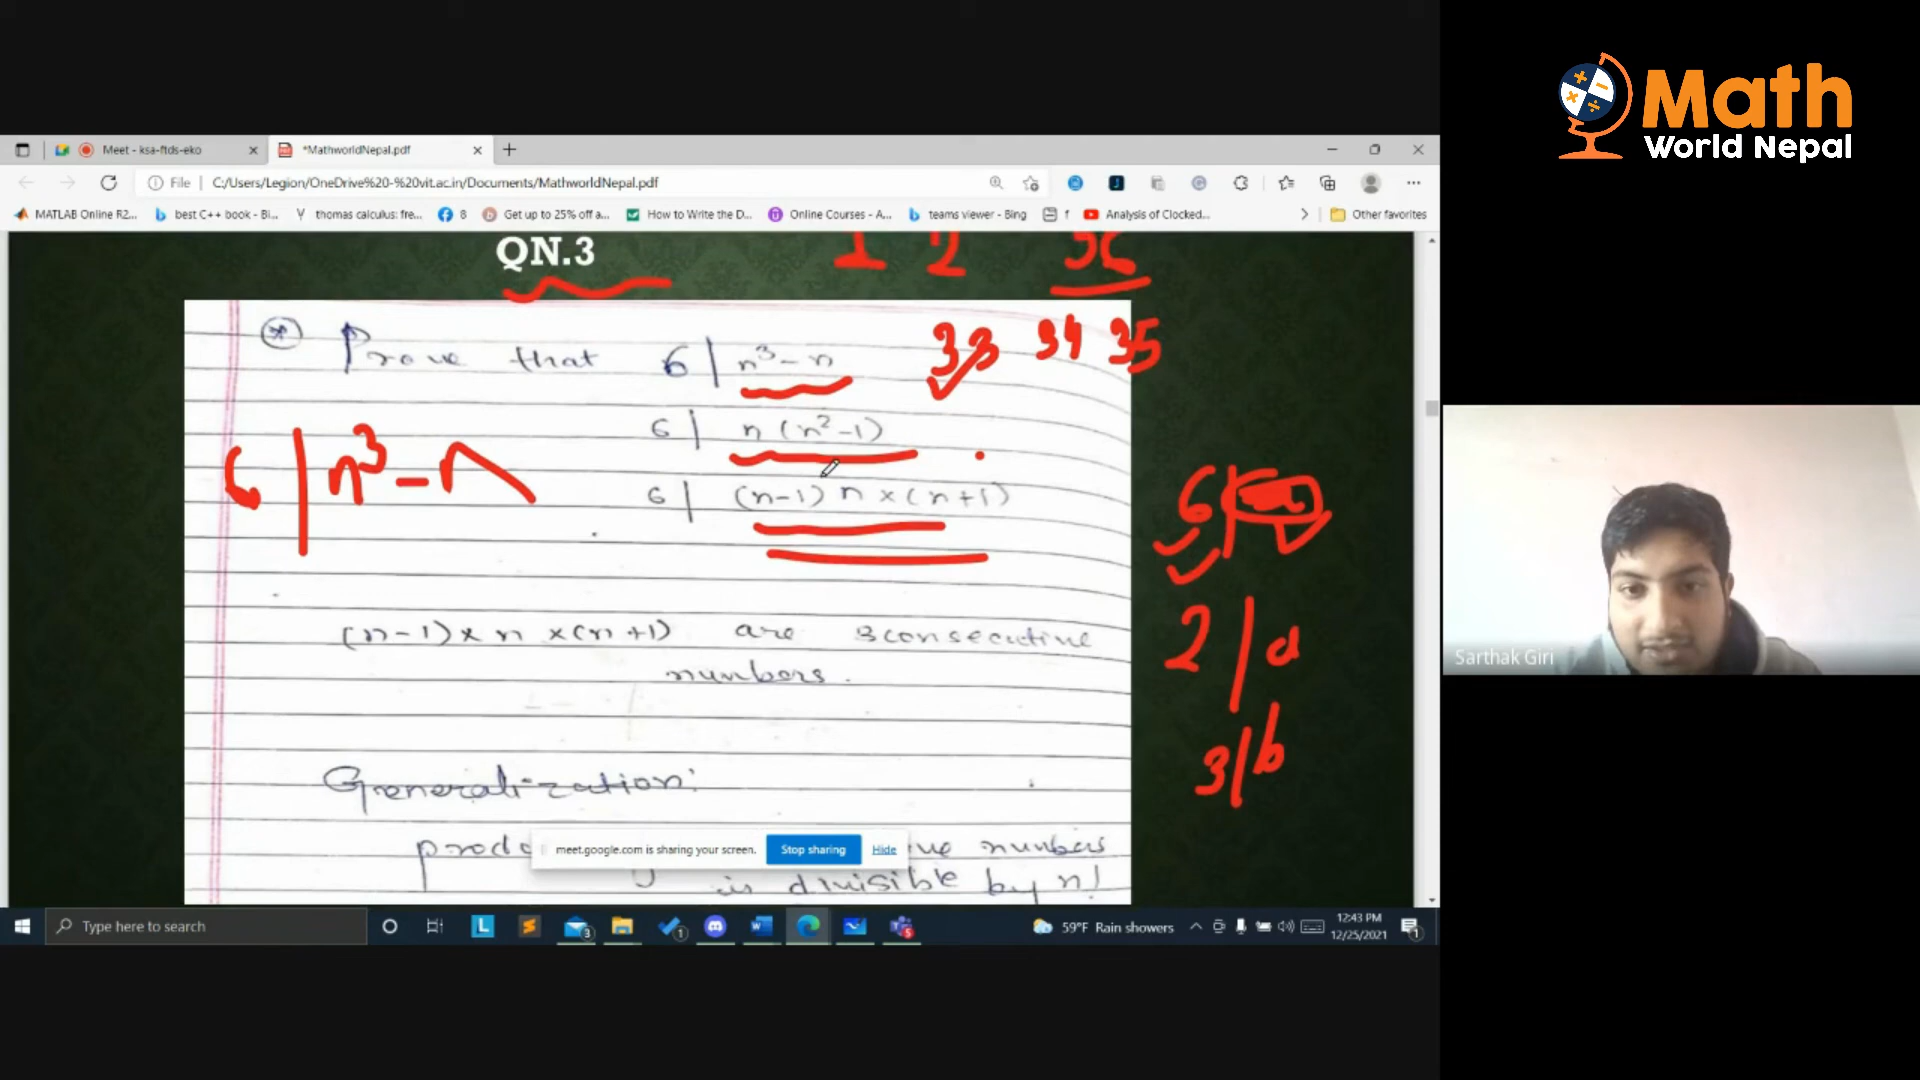 Math
World Nepal
Meet - ksa-ftds-eko
*MathworldNepal.pdf
File
C:/Users/Legion/OneDrive%20-%20vit.ac.in/Documents/MathworldNepal.pdf
MATLAB Online R2...
best C++ book - Bi...
thomas calculus: fre...
8
Get up to 25% off a...
How to Write the D...
Online Courses - A...
teams viewer - Bing
f
Analysis of Clocked...
Other favorites
QN.3
1 2
33 34 35
Prove that 6 | n³ - n
6 | n (n² - 1)
6 | n³ - n
6 | (n-1) n × (n+1)
6 |
2 | a
3 | b
(n-1) × n × (n+1) are 3 consecutive
numbers.
Generalization:
numbers
is divisible by n!
meet.google.com is sharing your screen.
Stop sharing
Hide
Sarthak Giri
Type here to search
59°F Rain showers
12:43 PM
12/25/2021